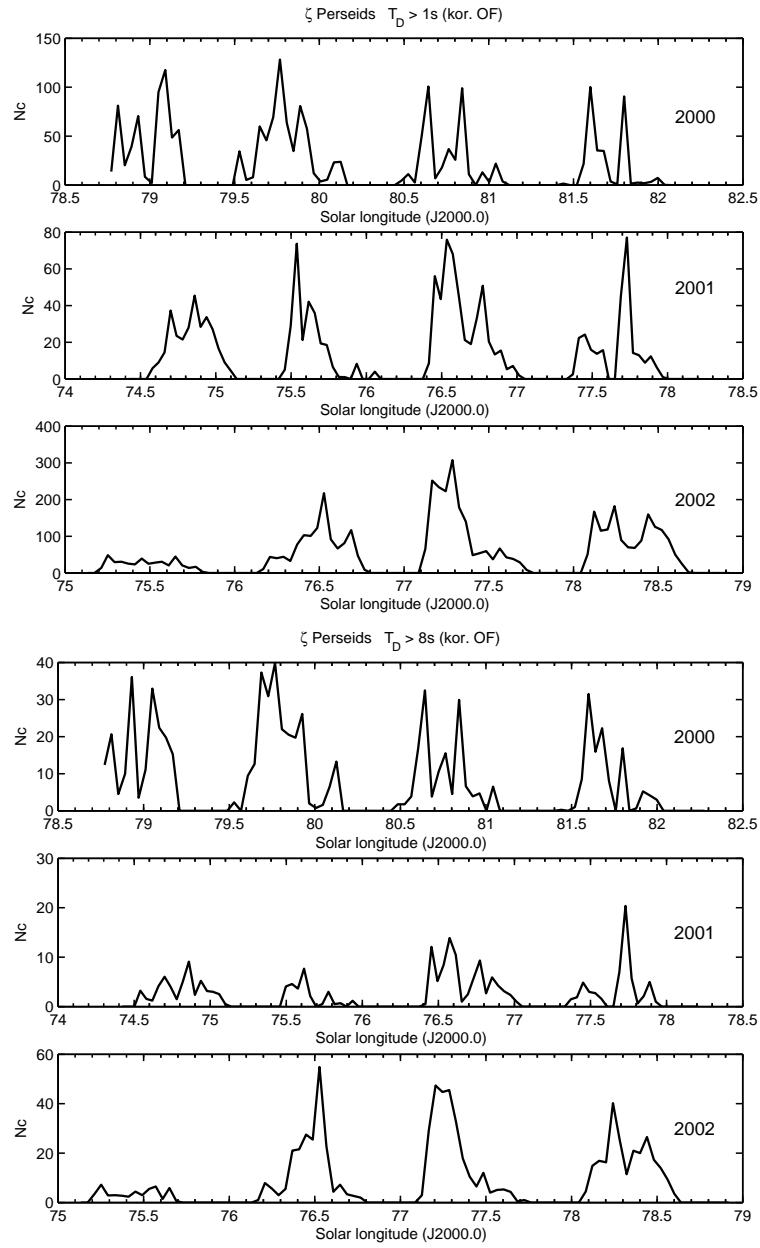 ζ Perseids T_D > 1s (kor. OF)
150
100
50
0
Nc
2000
78.5 79 79.5 80 80.5 81 81.5 82 82.5
Solar longitude (J2000.0)
80
60
40
20
0
Nc
2001
74 74.5 75 75.5 76 76.5 77 77.5 78 78.5
Solar longitude (J2000.0)
400
300
200
100
0
Nc
2002
75 75.5 76 76.5 77 77.5 78 78.5 79
Solar longitude (J2000.0)
ζ Perseids T_D > 8s (kor. OF)
40
30
20
10
0
Nc
2000
78.5 79 79.5 80 80.5 81 81.5 82 82.5
Solar longitude (J2000.0)
30
20
10
0
Nc
2001
74 74.5 75 75.5 76 76.5 77 77.5 78 78.5
Solar longitude (J2000.0)
60
40
20
0
Nc
2002
75 75.5 76 76.5 77 77.5 78 78.5 79
Solar longitude (J2000.0)